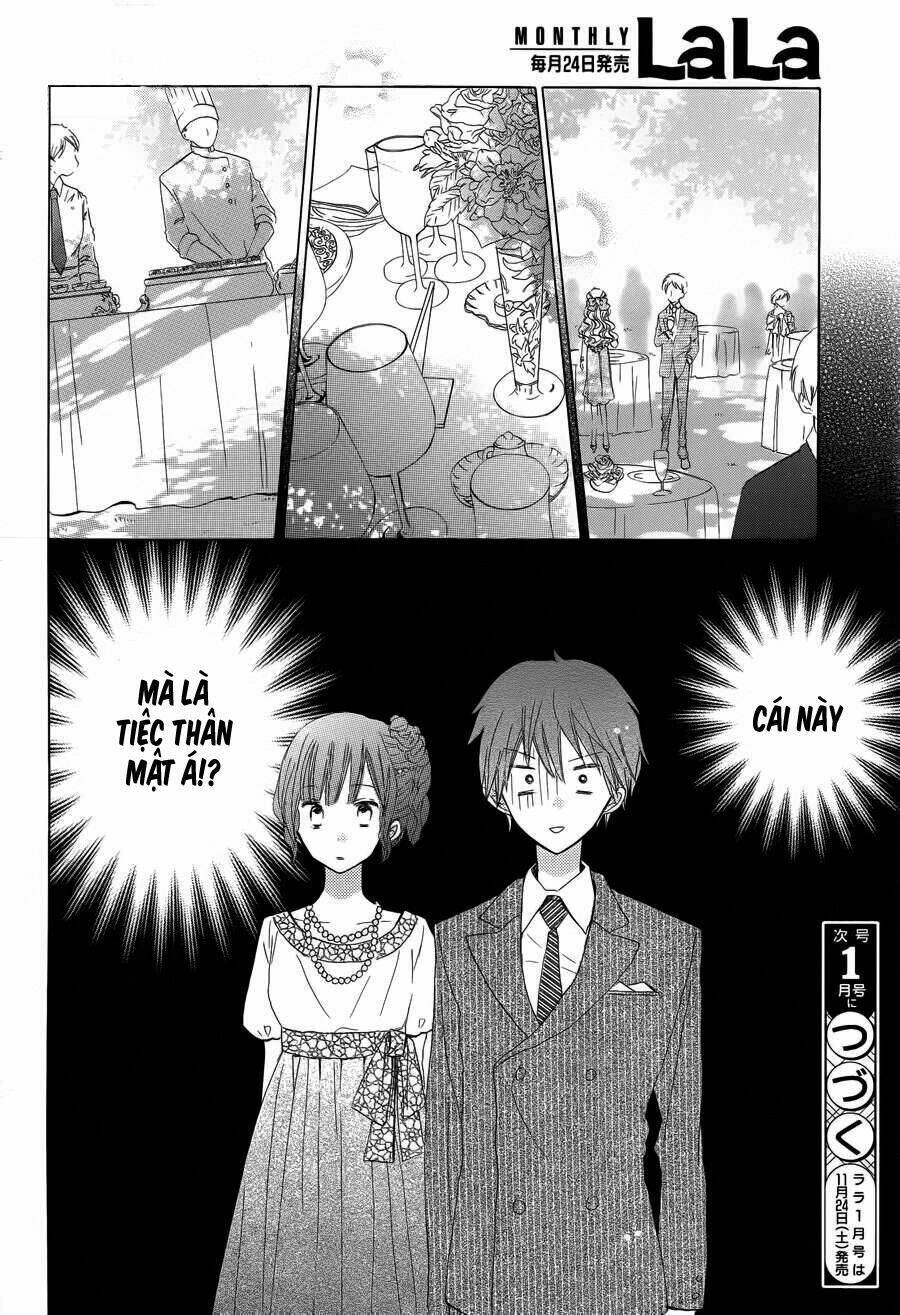 MONTHLY
毎月24日発売
LaLa
CÁI NÀY
MÀ LÀ
TIỆC THÂN
MẬT Á!?
次号
1
月号に
つづく
ララ1月号は
11月24日(土)発売